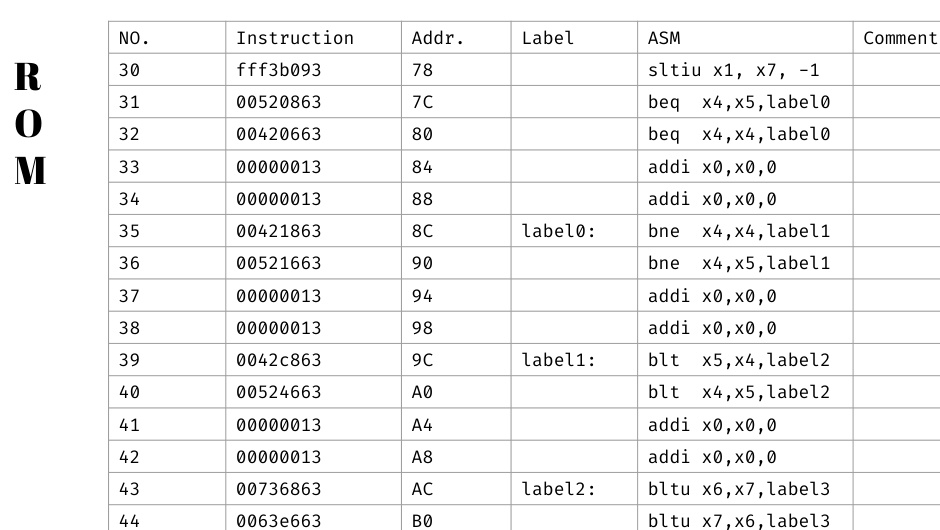 R
O
M
NO. Instruction Addr. Label ASM Comment
30 fff3b093 78 sltiu x1, x7, -1
31 00520863 7C beq x4,x5,label0
32 00420663 80 beq x4,x4,label0
33 00000013 84 addi x0,x0,0
34 00000013 88 addi x0,x0,0
35 00421863 8C label0: bne x4,x4,label1
36 00521663 90 bne x4,x5,label1
37 00000013 94 addi x0,x0,0
38 00000013 98 addi x0,x0,0
39 0042c863 9C label1: blt x5,x4,label2
40 00524663 A0 blt x4,x5,label2
41 00000013 A4 addi x0,x0,0
42 00000013 A8 addi x0,x0,0
43 00736863 AC label2: bltu x6,x7,label3
44 0063e663 B0 bltu x7,x6,label3